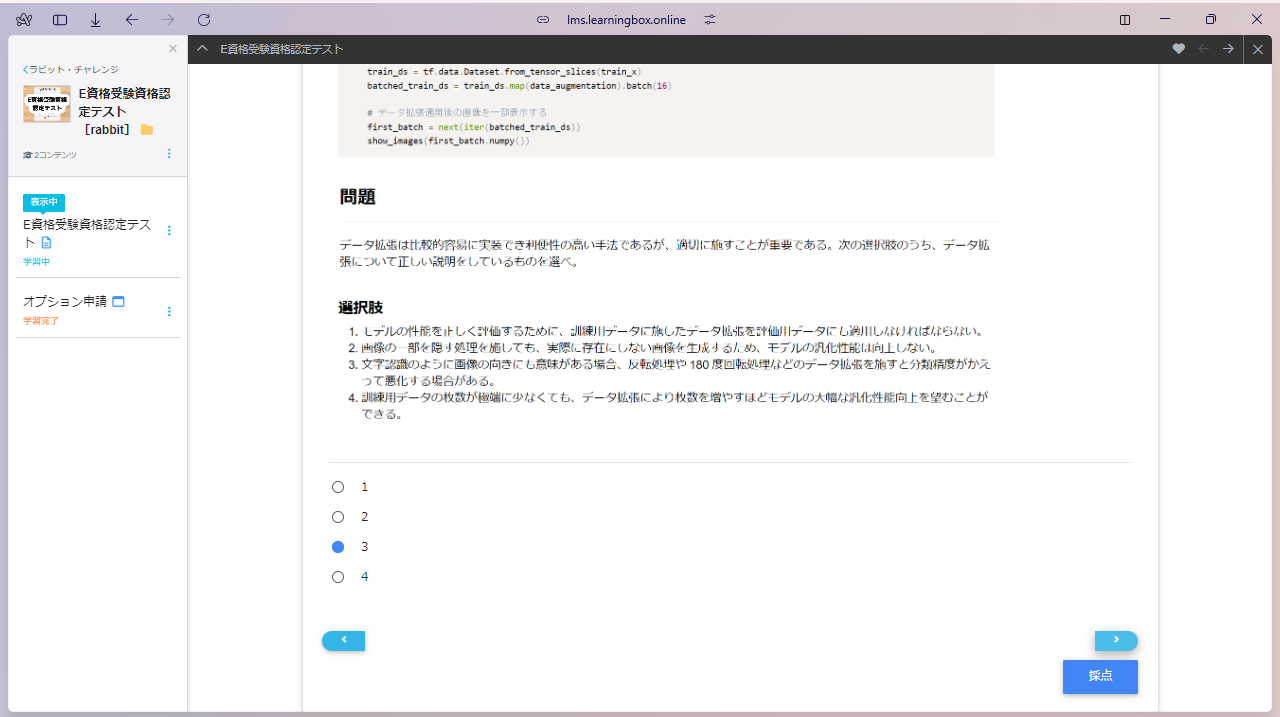 lms.learningbox.online
E資格受験資格認定テスト
ラビット・チャレンジ
E資格受験資格認定テスト
E資格受験資格認
定テスト
［rabbit］
2コンテンツ
表示中
E資格受験資格認定テス
ト
学習中
オプション申請
学習完了
train_ds = tf.data.Dataset.from_tensor_slices(train_x)
batched_train_ds = train_ds.map(data_augmentation).batch(16)
# データ拡張適用後の画像を一部表示する
first_batch = next(iter(batched_train_ds))
show_images(first_batch.numpy())
問題
データ拡張は比較的容易に実装でき利便性の高い手法であるが、適切に施すことが重要である。次の選択肢のうち、データ拡
張について正しい説明をしているものを選べ。
選択肢
1. モデルの性能を正しく評価するために、訓練用データに施したデータ拡張を評価用データにも適用しなければならない。
2. 画像の一部を隠す処理を施しても、実際に存在にしない画像を生成するため、モデルの汎化性能は向上しない。
3. 文字認識のように画像の向きにも意味がある場合、反転処理や 180 度回転処理などのデータ拡張を施すと分類精度がかえ
って悪化する場合がある。
4. 訓練用データの枚数が極端に少なくても、データ拡張により枚数を増やすほどモデルの大幅な汎化性能向上を望むことが
できる。
1
2
3
4
採点